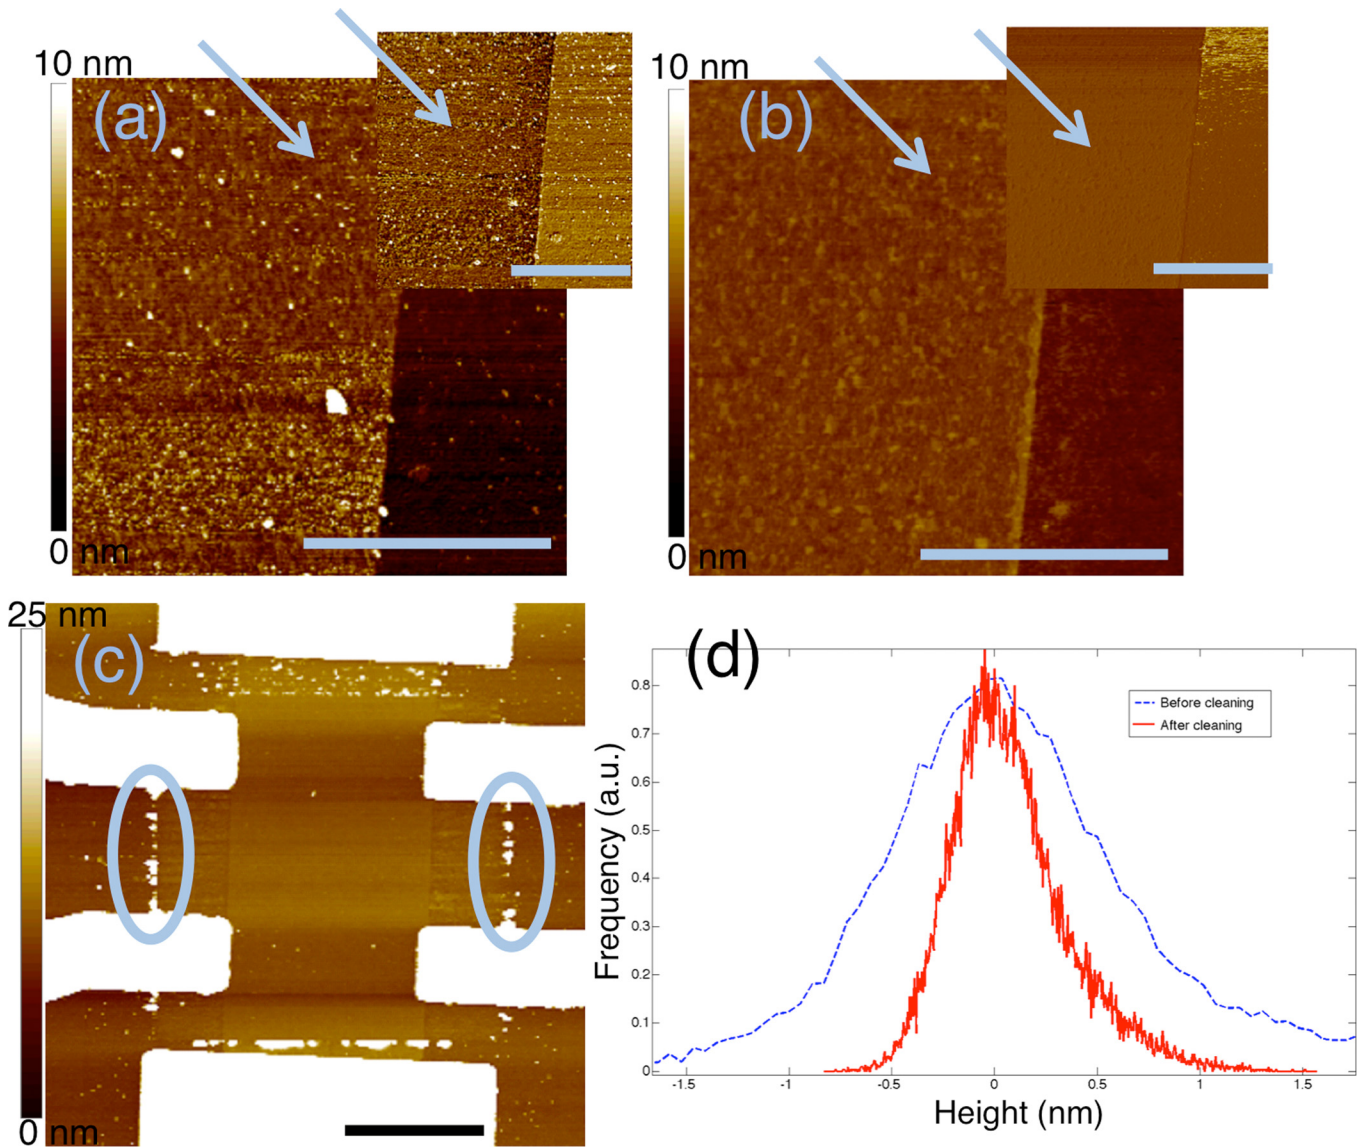 10 nm
(a)
0 nm
10 nm
(b)
0 nm
25 nm
(c)
0 nm
(d)
0.8
0.7
0.6
0.5
0.4
0.3
0.2
0.1
0
Frequency (a.u.)
Before cleaning
After cleaning
-1.5 -1 -0.5 0 0.5 1 1.5
Height (nm)